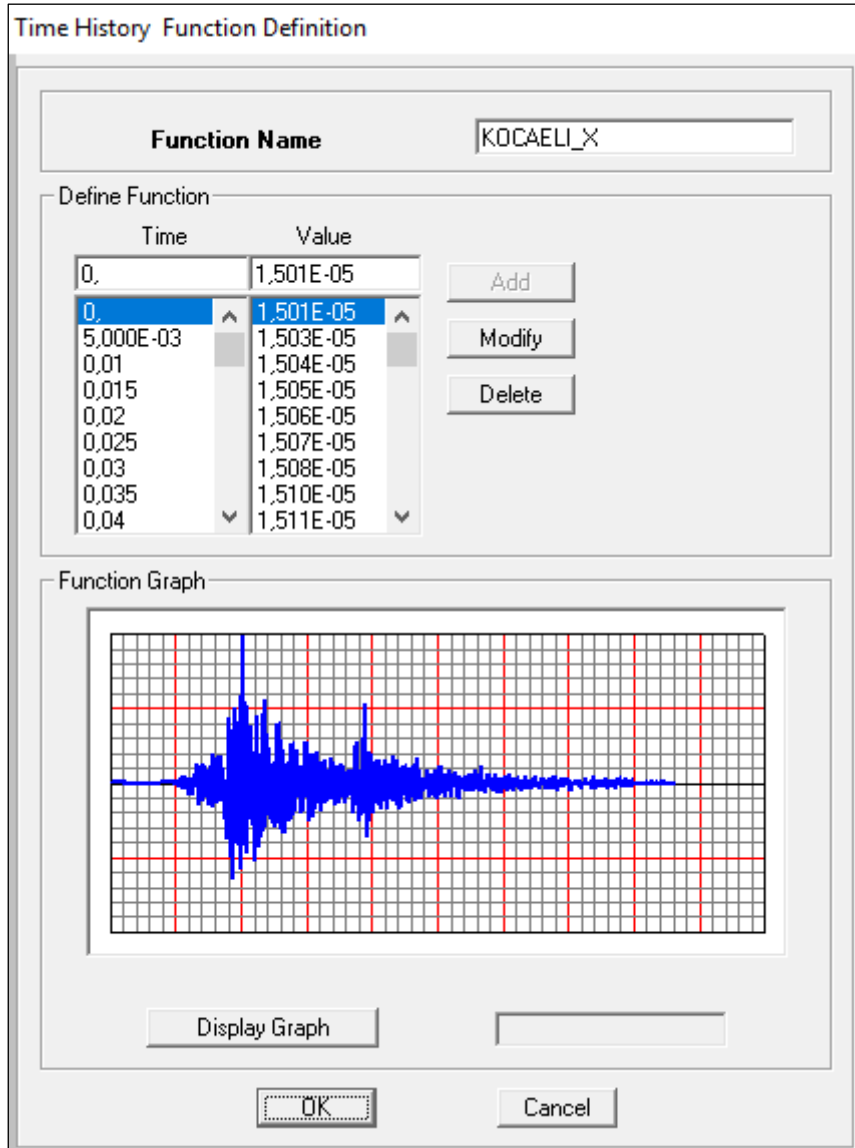 Time History Function Definition
Function Name KOCAELI_X
Define Function
Time Value
0, 1,501E-05 Add
0, 1,501E-05
5,000E-03 1,503E-05 Modify
0,01 1,504E-05
0,015 1,505E-05 Delete
0,02 1,506E-05
0,025 1,507E-05
0,03 1,508E-05
0,035 1,510E-05
0,04 1,511E-05
Function Graph
Display Graph
OK Cancel